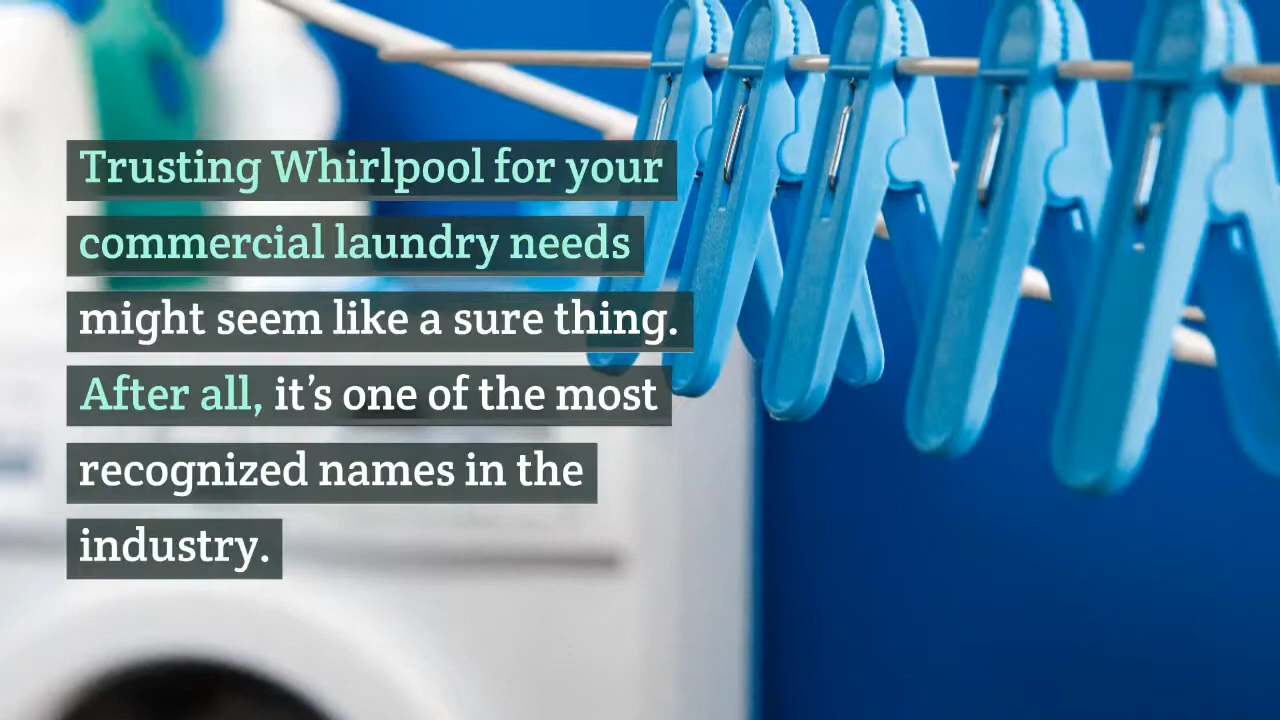 Trusting Whirlpool for your
commercial laundry needs
might seem like a sure thing.
After all, it’s one of the most
recognized names in the
industry.